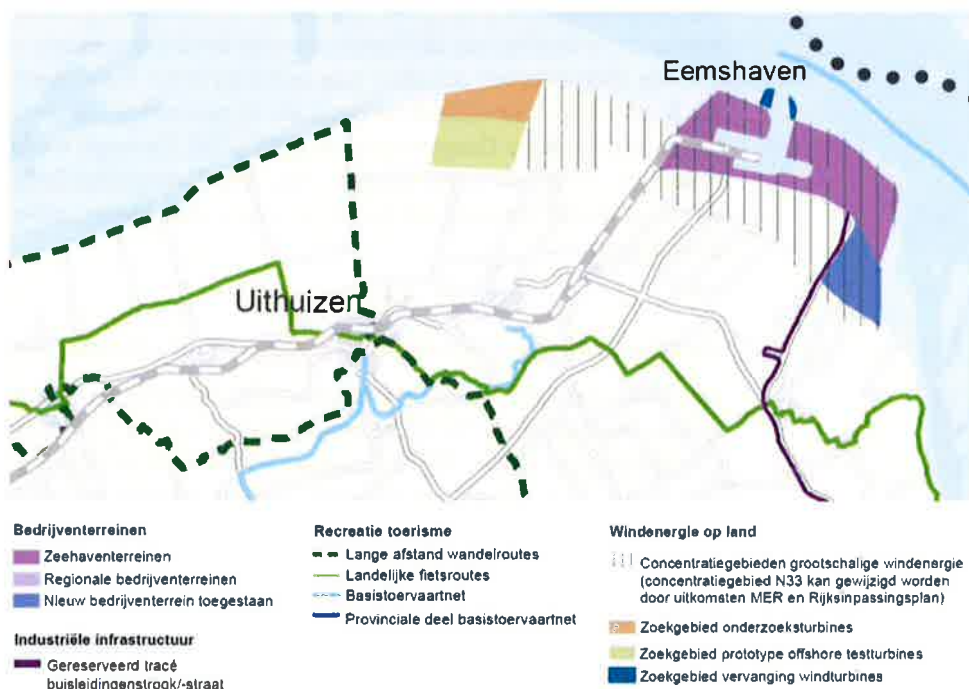 Eemshaven
Uithuizen
Bedrijventerreinen
Zeehaventerreinen
Regionale bedrijventerreinen
Nieuw bedrijventerrein toegestaan
Industriële infrastructuur
Gereserveerd tracé
buisleidingenstrook/-straat
Recreatie toerisme
Lange afstand wandelroutes
Landelijke fietsroutes
Basistoervaartnet
Provinciale deel basistoervaartnet
Windenergie op land
Concentratiegebieden grootschalige windenergie
(concentratiegebied N33 kan gewijzigd worden
door uitkomsten MER en Rijksinpassingsplan)
Zoekgebied onderzoeksturbines
Zoekgebied prototype offshore testturbines
Zoekgebied vervanging windturbines